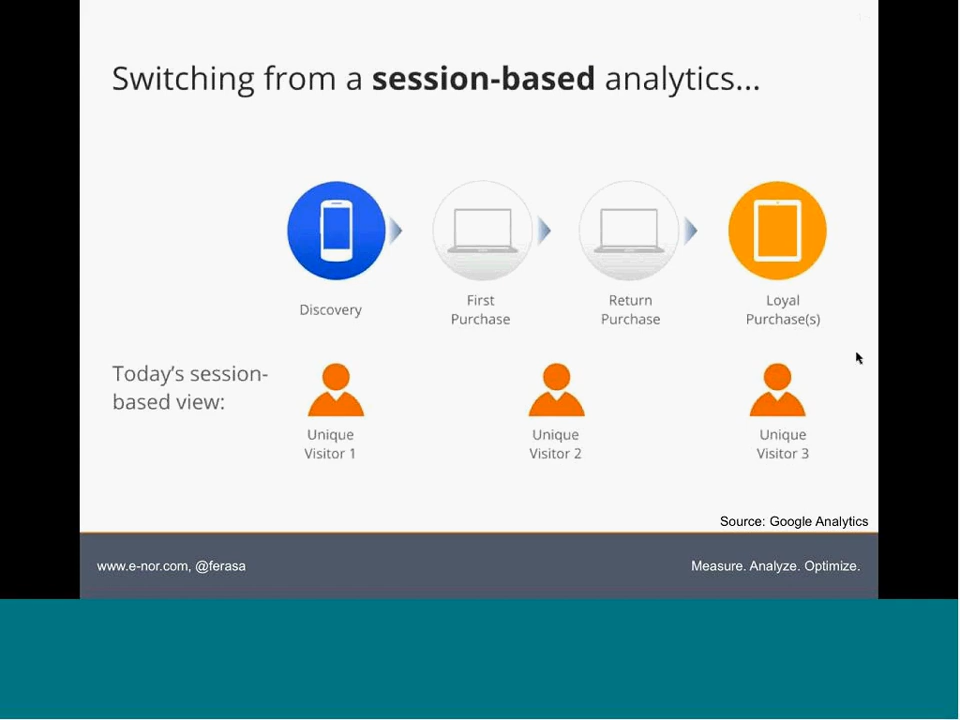 Switching from a session-based analytics...
Discovery
First
Purchase
Return
Purchase
Loyal
Purchase(s)
Today's session-
based view:
Unique
Visitor 1
Unique
Visitor 2
Unique
Visitor 3
Source: Google Analytics
www.e-nor.com, @ferasa
Measure. Analyze. Optimize.